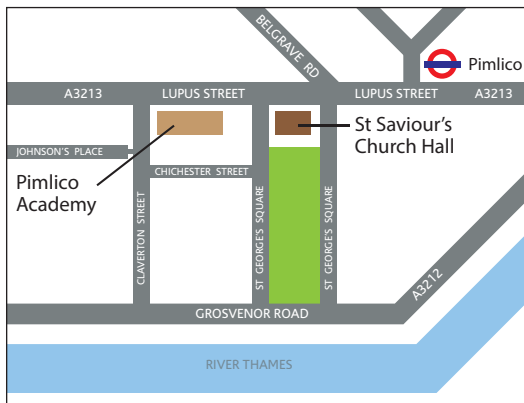 BELGRAVE RD
Pimlico
A3213
LUPUS STREET
LUPUS STREET
A3213
St Saviour's
Church Hall
JOHNSON'S PLACE
CHICHESTER STREET
Pimlico
Academy
CLAVERTON STREET
ST GEORGE'S SQUARE
ST GEORGE'S SQUARE
A3212
GROSVENOR ROAD
RIVER THAMES